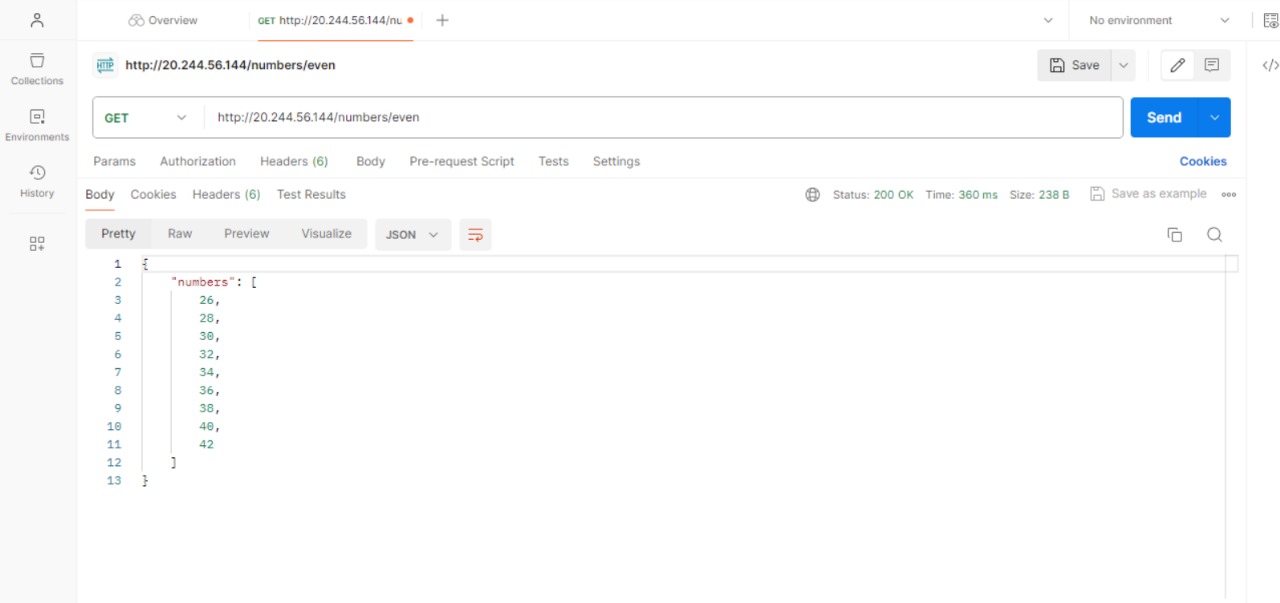 Overview
GET http://20.244.56.144/nu
No environment
Collections
Environments
History
HTTP http://20.244.56.144/numbers/even
Save
GET http://20.244.56.144/numbers/even
Send
Params Authorization Headers (6) Body Pre-request Script Tests Settings Cookies
Body Cookies Headers (6) Test Results Status: 200 OK Time: 360 ms Size: 238 B Save as example
Pretty Raw Preview Visualize JSON
1 {
2 "numbers": [
3 26,
4 28,
5 30,
6 32,
7 34,
8 36,
9 38,
10 40,
11 42
12 ]
13 }